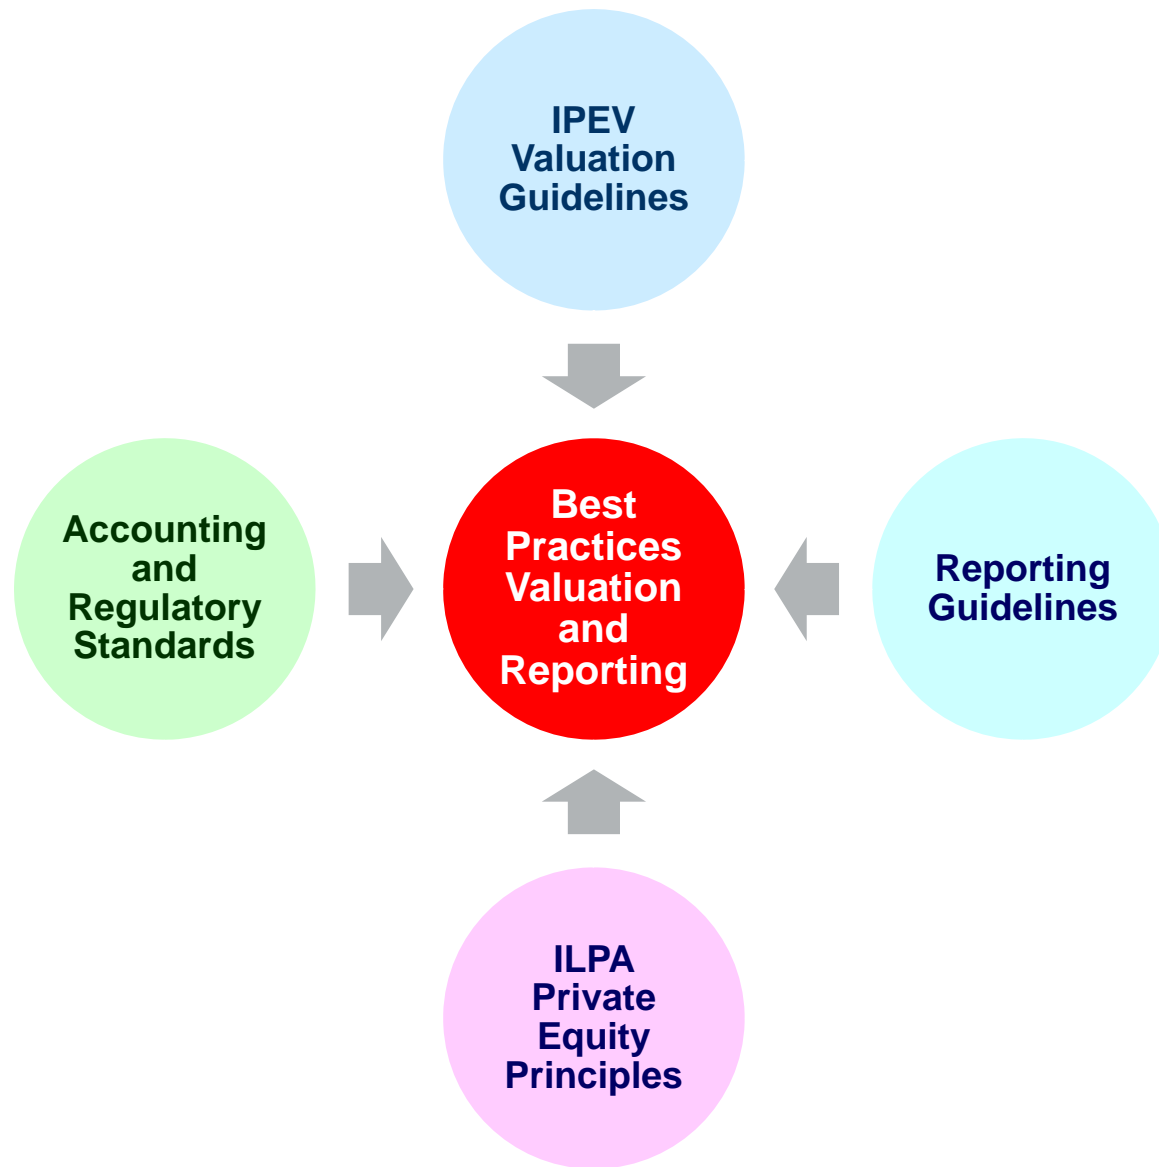 IPEV
Valuation
Guidelines
Accounting
and
Regulatory
Standards
Best
Practices
Valuation
and
Reporting
Reporting
Guidelines
ILPA
Private
Equity
Principles